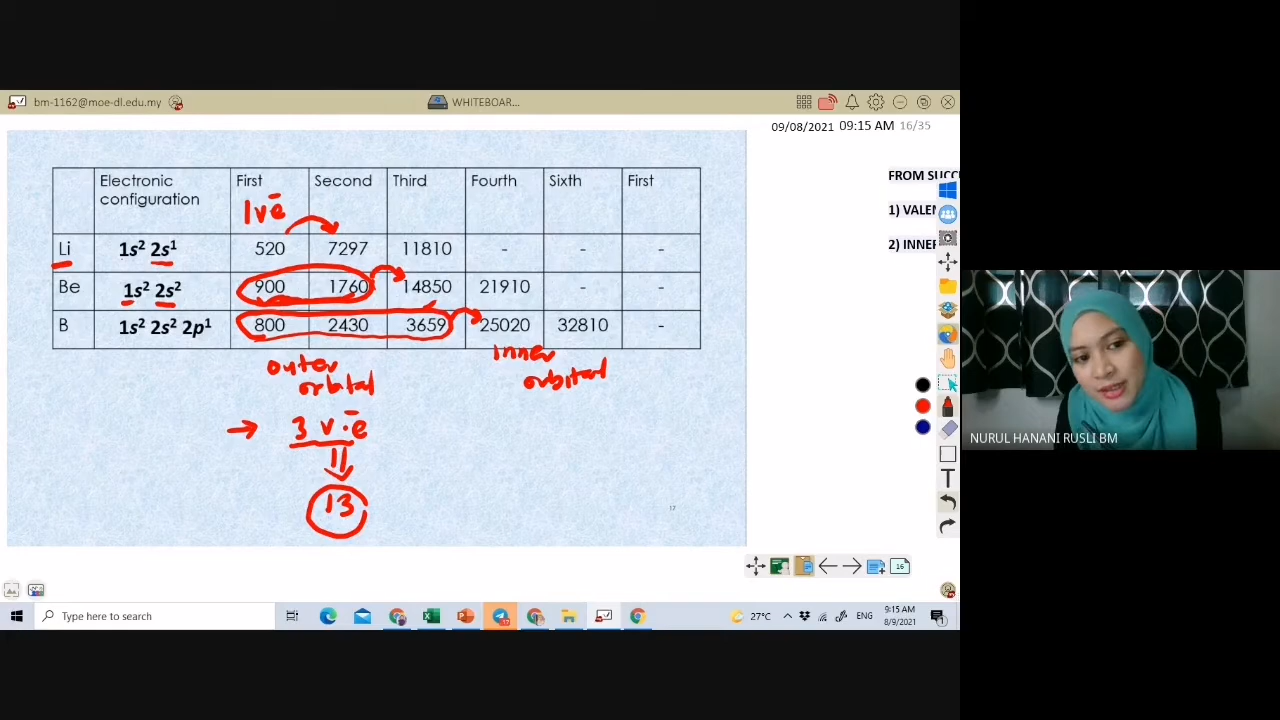 bm-1162@moe-dl.edu.my
WHITEBOAR...
09/08/2021 09:15 AM 16/35
FROM SUCC
1) VALEN
2) INNER
Electronic configuration First Second Third Fourth Sixth First
1vē
Li 1s² 2s¹ 520 7297 11810 - - -
Be 1s² 2s² 900 1760 14850 21910 - -
B 1s² 2s² 2p¹ 800 2430 3659 25020 32810 -
outer
orbital
inner
orbital
→ 3 v.ē
13
17
T
16
NURUL HANANI RUSLI BM
Type here to search
27°C
ENG
9:15 AM
8/9/2021